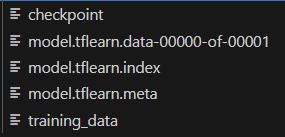 checkpoint
model.tflearn.data-00000-of-00001
model.tflearn.index
model.tflearn.meta
training_data